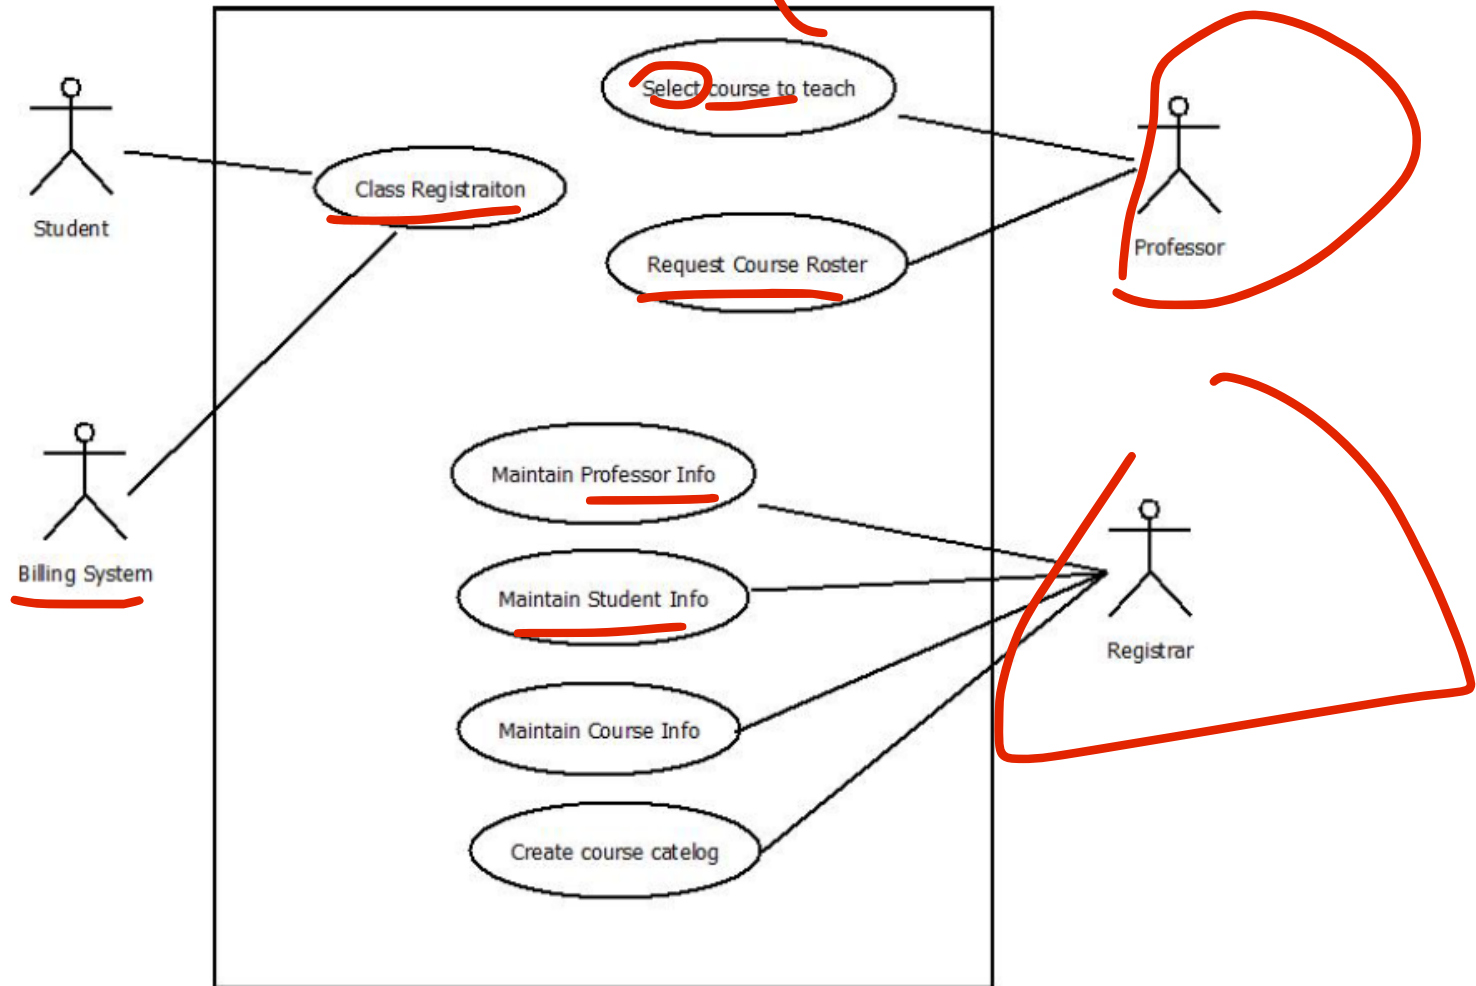 Select course to teach
Class Registraiton
Student
Professor
Request Course Roster
Maintain Professor Info
Billing System
Maintain Student Info
Registrar
Maintain Course Info
Create course catelog